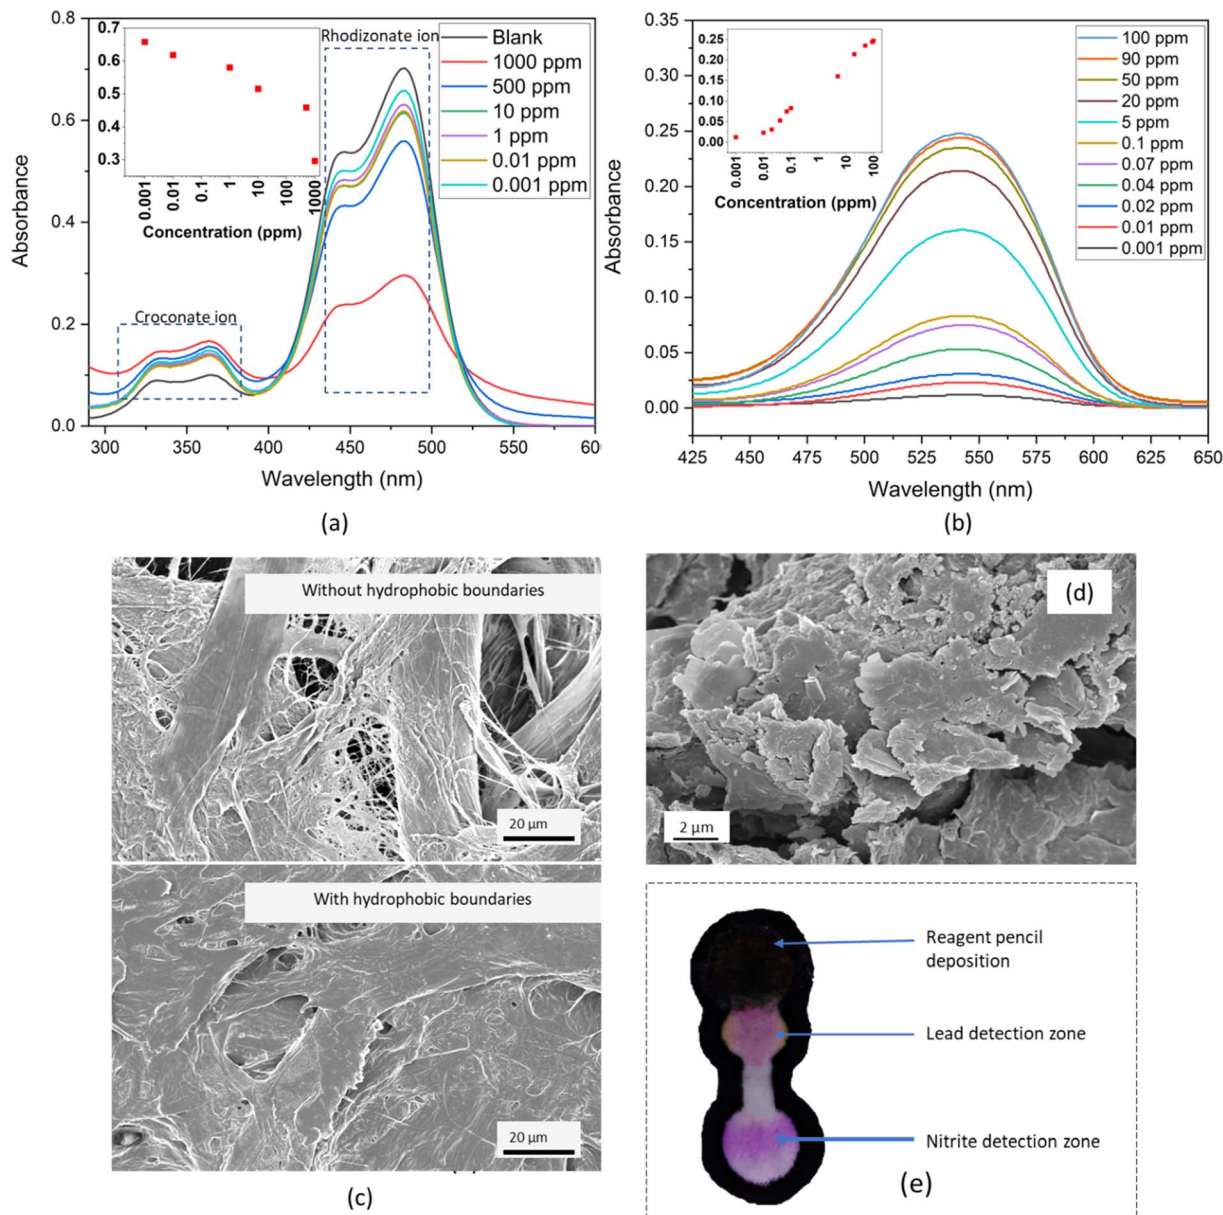 0.8
0.6
0.4
0.2
0.0
Absorbance
300
350
400
450
500
550
600
Wavelength (nm)
0.7
0.6
0.5
0.4
0.3
0.001
0.01
0.1
1
10
100
1000
Concentration (ppm)
Rhodizonate ion
Croconate ion
Blank
1000 ppm
500 ppm
10 ppm
1 ppm
0.01 ppm
0.001 ppm
(a)
0.35
0.30
0.25
0.20
0.15
0.10
0.05
0.00
Absorbance
425
450
475
500
525
550
575
600
625
650
Wavelength (nm)
0.25
0.20
0.15
0.10
0.05
0.00
0.001
0.01
0.1
1
10
100
Concentration (ppm)
100 ppm
90 ppm
50 ppm
20 ppm
5 ppm
0.1 ppm
0.07 ppm
0.04 ppm
0.02 ppm
0.01 ppm
0.001 ppm
(b)
Without hydrophobic boundaries
20 µm
With hydrophobic boundaries
20 µm
(c)
(d)
2 µm
Reagent pencil
deposition
Lead detection zone
Nitrite detection zone
(e)